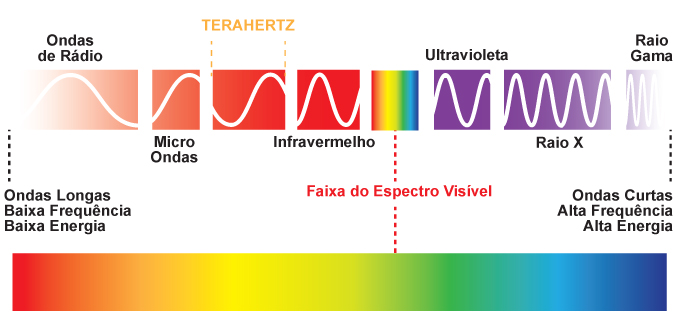 TERAHERTZ
Ondas
de Rádio
Ultravioleta
Raio
Gama
Micro
Ondas
Infravermelho
Raio X
Ondas Longas
Baixa Frequência
Baixa Energia
Faixa do Espectro Visível
Ondas Curtas
Alta Frequência
Alta Energia